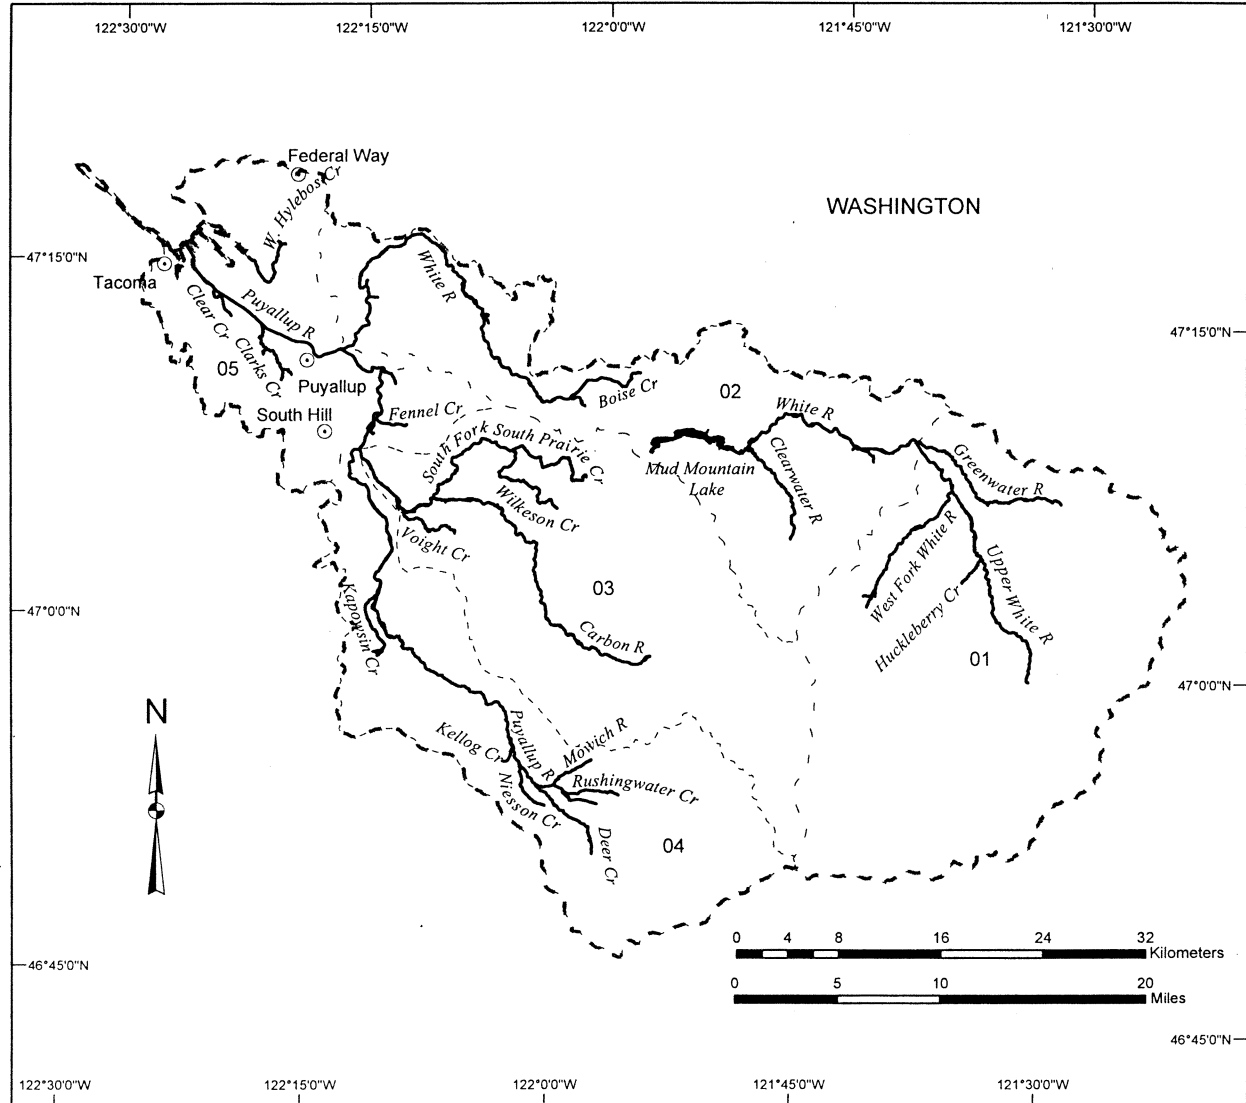 122°30'0"W 122°15'0"W 122°0'0"W 121°45'0"W 121°30'0"W
Federal Way
W. Hylebos Cr
WASHINGTON
47°15'0"N
Tacoma
White R
Clear Cr
Puyallup R
47°15'0"N
Clarks Cr
05
Puyallup
Boise Cr
02
South Hill
Fennel Cr
White R
South Fork South Prairie Cr
Mud Mountain
Lake
Clearwater R
Greenwater R
Wilkeson Cr
Voight Cr
West Fork White R
Upper White R
03
47°0'0"N
Kapowsin Cr
Huckleberry Cr
Carbon R
01
47°0'0"N
N
Kellog Cr
Puyallup R
Mowich R
Rushingwater Cr
Niesson Cr
Deer Cr
04
0 4 8 16 24 32
Kilometers
46°45'0"N
0 5 10 20
Miles
46°45'0"N
122°30'0"W 122°15'0"W 122°0'0"W 121°45'0"W 121°30'0"W